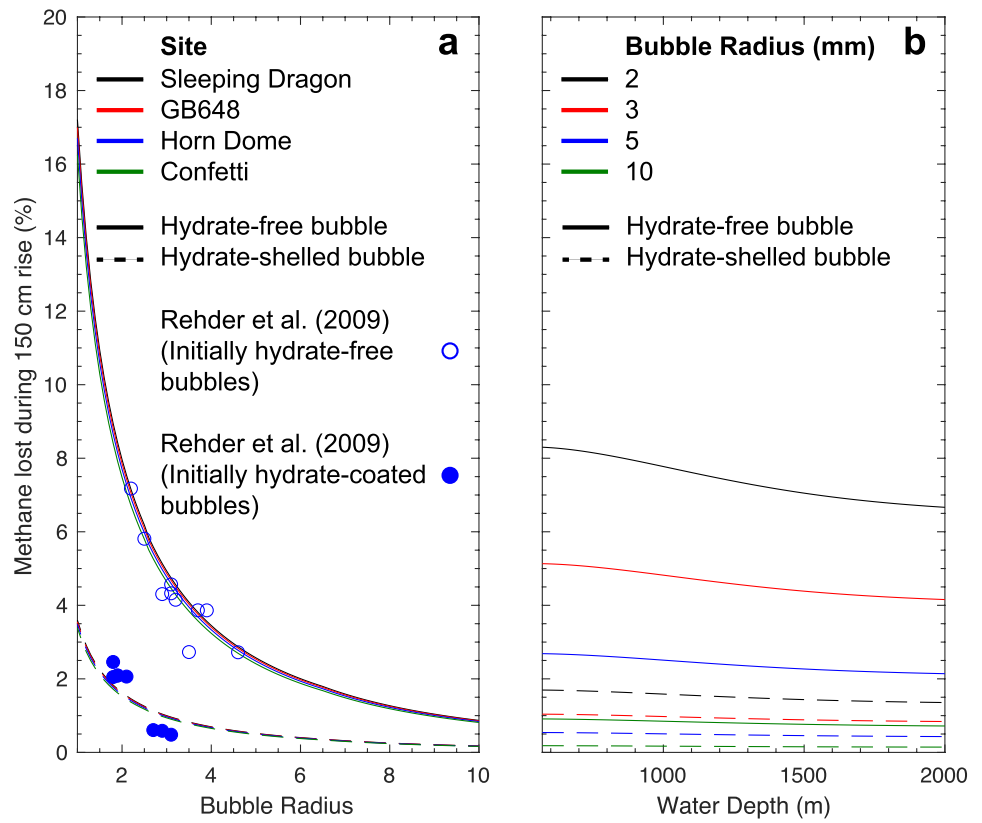 Methane lost during 150 cm rise (%)
20
18
16
14
12
10
8
6
4
2
0
a
Site
Sleeping Dragon
GB648
Horn Dome
Confetti
Hydrate-free bubble
Hydrate-shelled bubble
Rehder et al. (2009)
(Initially hydrate-free
bubbles)
Rehder et al. (2009)
(Initially hydrate-coated
bubbles)
2 4 6 8 10
Bubble Radius
b
Bubble Radius (mm)
2
3
5
10
Hydrate-free bubble
Hydrate-shelled bubble
1000 1500 2000
Water Depth (m)